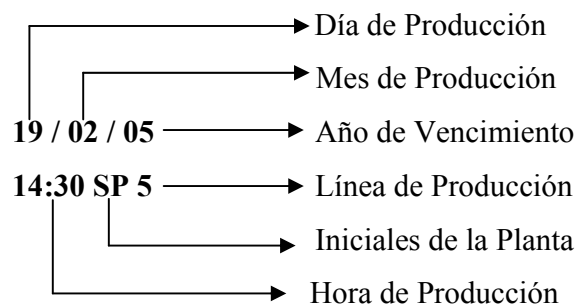 Día de Producción
Mes de Producción
19 / 02 / 05 Año de Vencimiento
14:30 SP 5 Línea de Producción
Iniciales de la Planta
Hora de Producción